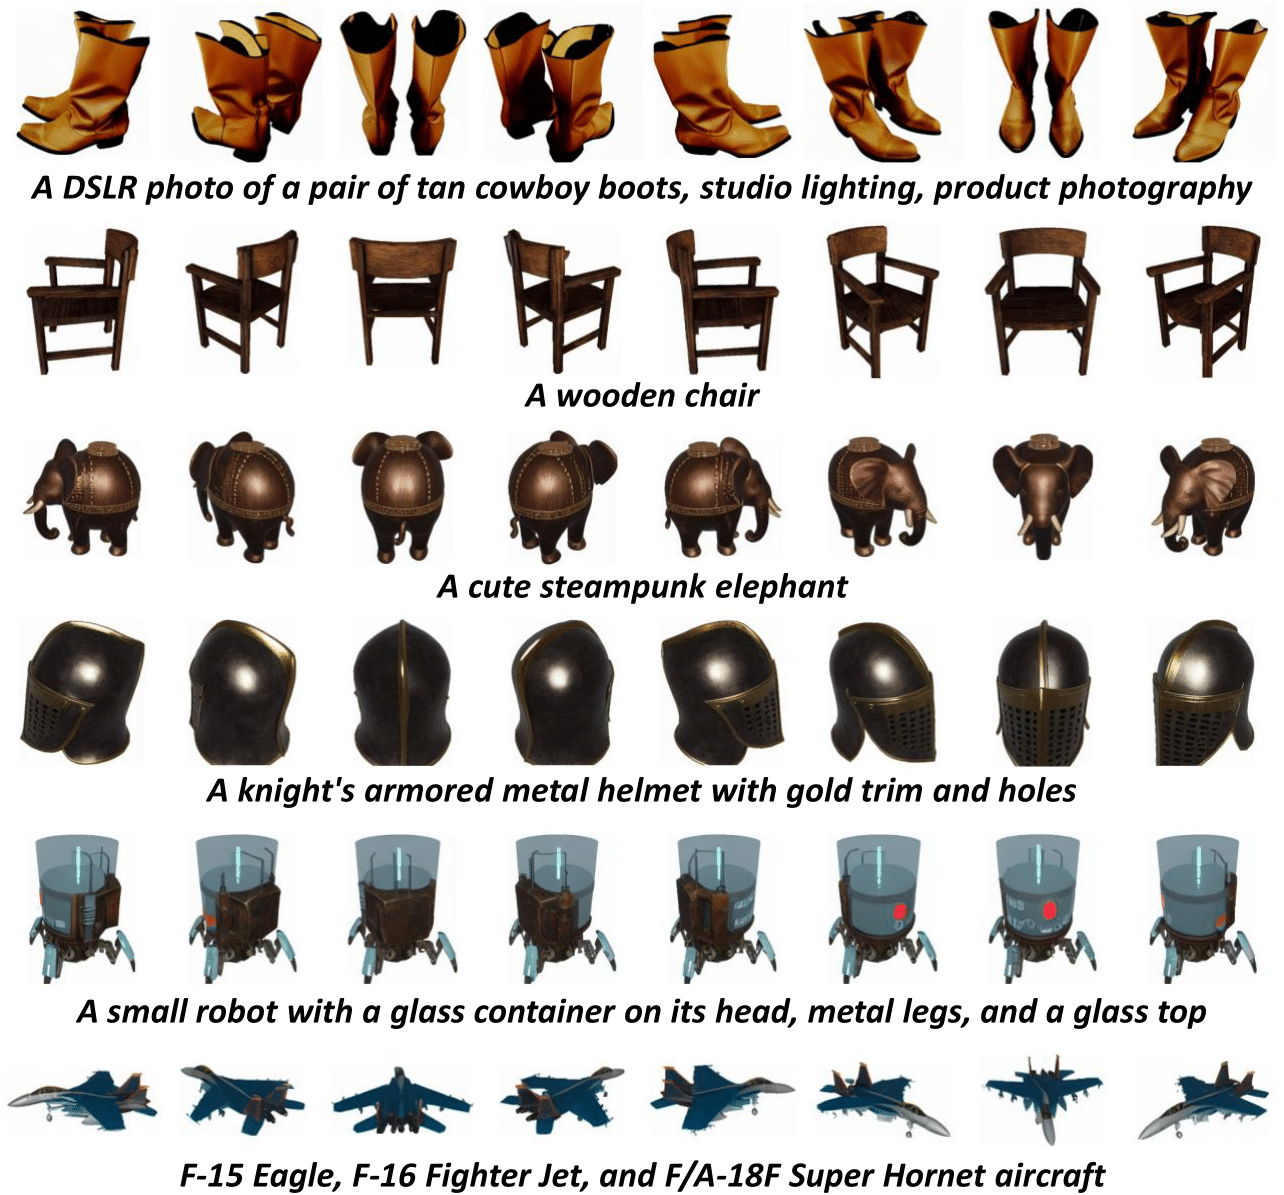 A DSLR photo of a pair of tan cowboy boots, studio lighting, product photography
A wooden chair
A cute steampunk elephant
A knight's armored metal helmet with gold trim and holes
A small robot with a glass container on its head, metal legs, and a glass top
F-15 Eagle, F-16 Fighter Jet, and F/A-18F Super Hornet aircraft